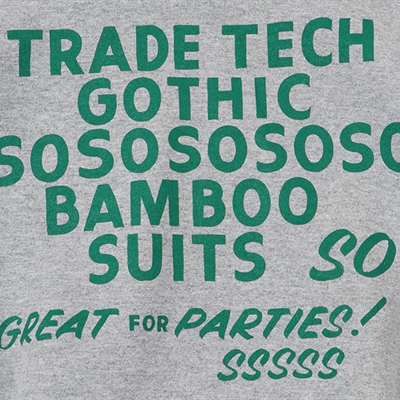 TRADE TECH
GOTHIC
SOSOSOSOSO
BAMBOO
SUITS SO
GREAT FOR PARTIES!
SSSSS